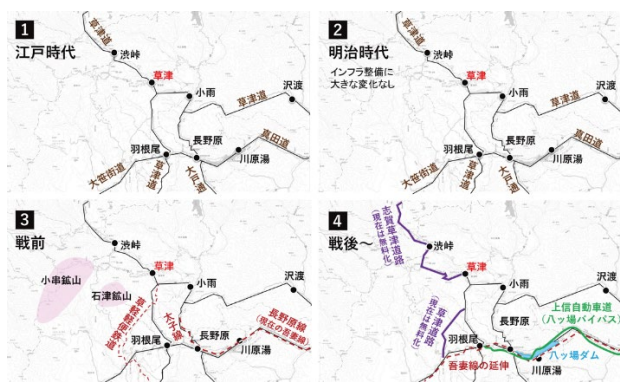 1
江戸時代
草津道
渋峠
草津
小雨
沢渡
草津道
長野原
真田道
羽根尾
川原湯
大笹街道
草津道
大戸通
2
明治時代
インフラ整備に
大きな変化なし
草津道
渋峠
草津
小雨
沢渡
草津道
長野原
真田道
羽根尾
川原湯
大笹街道
草津道
大戸通
3
戦前
渋峠
小串鉱山
草津
石津鉱山
小雨
沢渡
草軽軽便鉄道
太子線
長野原線
(現在の吾妻線)
羽根尾
長野原
川原湯
4
戦後〜
志賀草津道路
(現在は無料化)
渋峠
草津
小雨
沢渡
草津道路
(現在は無料化)
上信自動車道
(八ッ場バイパス)
羽根尾
長野原
八ッ場ダム
川原湯
吾妻線の延伸